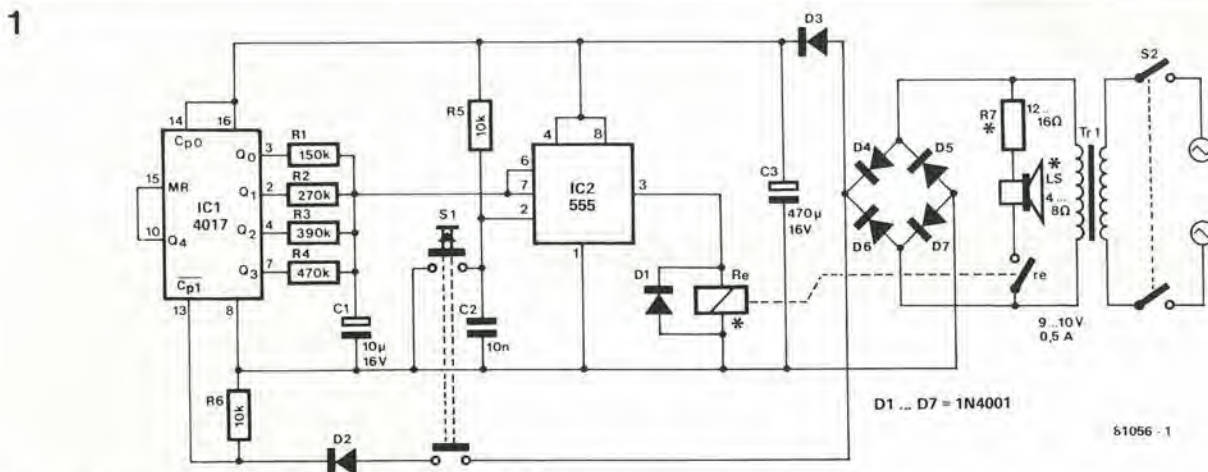 1
D3
S2
R5
10k
R7
*
12...
16Ω
Tr1
14
16
Cp0
R1
3
150k
Q0
R2
2
270k
Q1
R3
4
390k
Q2
R4
7
470k
Q3
15
MR
IC1
4017
10
Q4
Cp1
13
8
4
8
6
7
2
IC2
555
3
1
S1
C3
470µ
16V
D4
D5
D6
D7
*
LS
4...
8Ω
re
9...10V
0,5 A
C1
10µ
16V
C2
10n
D1
Re
*
R6
10k
D2
D1 ... D7 = 1N4001
81056 - 1